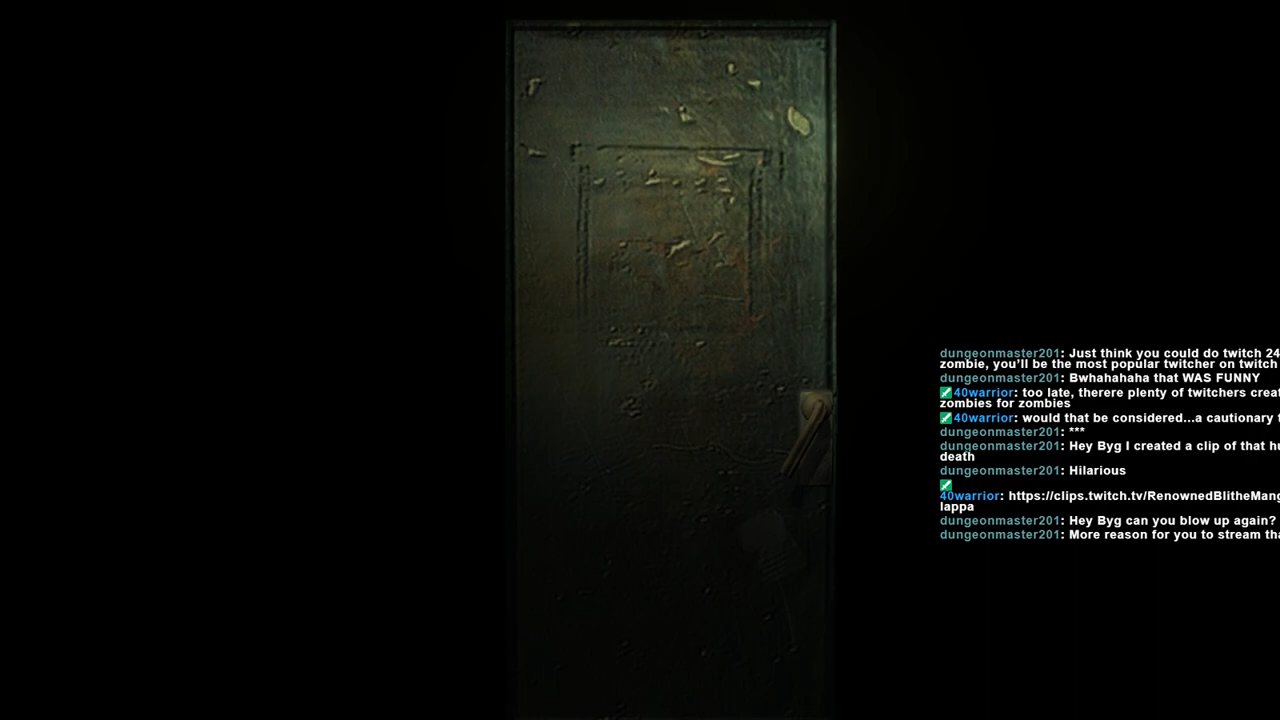 dungeonmaster201: Just think you could do twitch 24
zombie, you'll be the most popular twitcher on twitch
dungeonmaster201: Bwhahahaha that WAS FUNNY
40warrior: too late, therere plenty of twitchers creat
zombies for zombies
40warrior: would that be considered...a cautionary t
dungeonmaster201: ***
dungeonmaster201: Hey Byg I created a clip of that hu
death
dungeonmaster201: Hilarious
40warrior: https://clips.twitch.tv/RenownedBlitheMang
lappa
dungeonmaster201: Hey Byg can you blow up again?
dungeonmaster201: More reason for you to stream tha